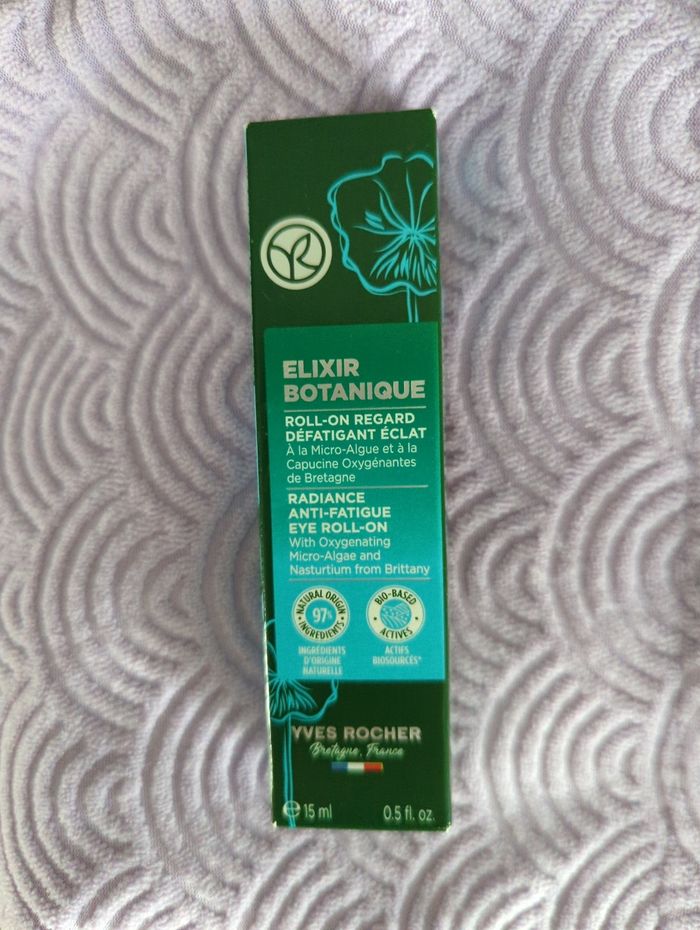 ELIXIR
BOTANIQUE
ROLL-ON REGARD
DÉFATIGANT ÉCLAT
À la Micro-Algue et à la
Capucine Oxygénantes
de Bretagne
RADIANCE
ANTI-FATIGUE
EYE ROLL-ON
With Oxygenating
Micro-Algae and
Nasturtium from Brittany
NATURAL ORIGIN
97%
INGREDIENTS
BIO-BASED
ACTIVES
INGRÉDIENTS
D'ORIGINE
NATURELLE
ACTIFS
BIOSOURCÉS*
YVES ROCHER
Bretagne, France
℮ 15 ml
0.5 fl. oz.